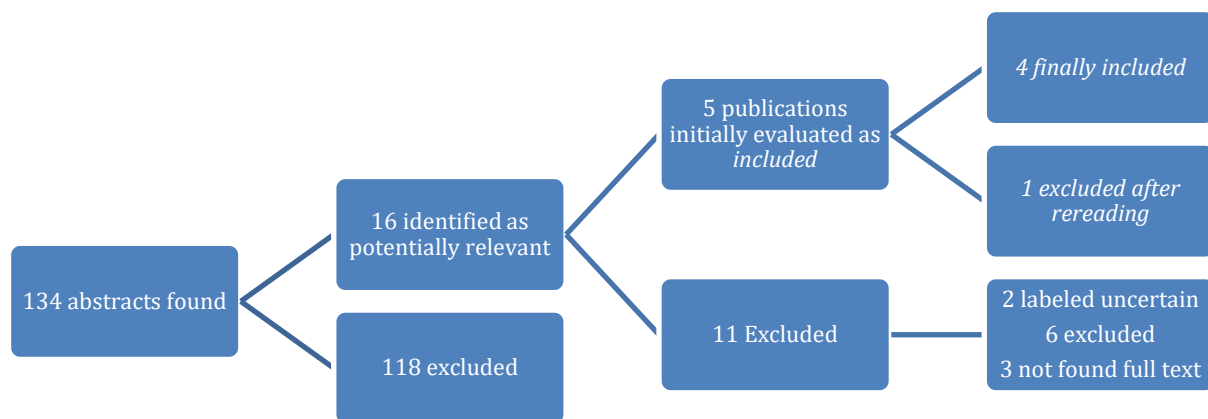 134 abstracts found
16 identified as
potentially relevant
118 excluded
5 publications
initially evaluated as
included
11 Excluded
4 finally included
1 excluded after
rereading
2 labeled uncertain
6 excluded
3 not found full text